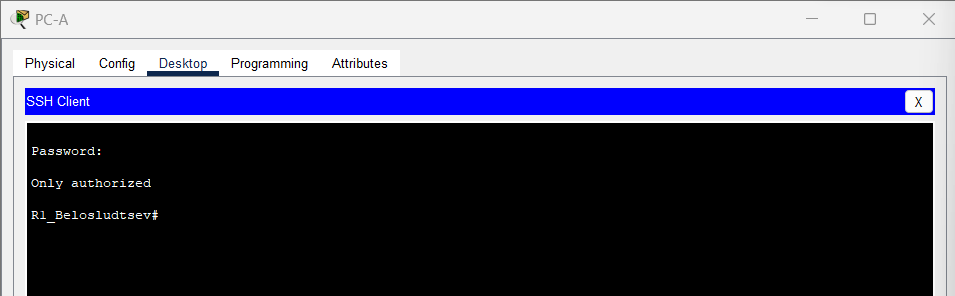 PC-A
Physical Config Desktop Programming Attributes
SSH Client X
Password:
Only authorized
R1_Belosludtsev#